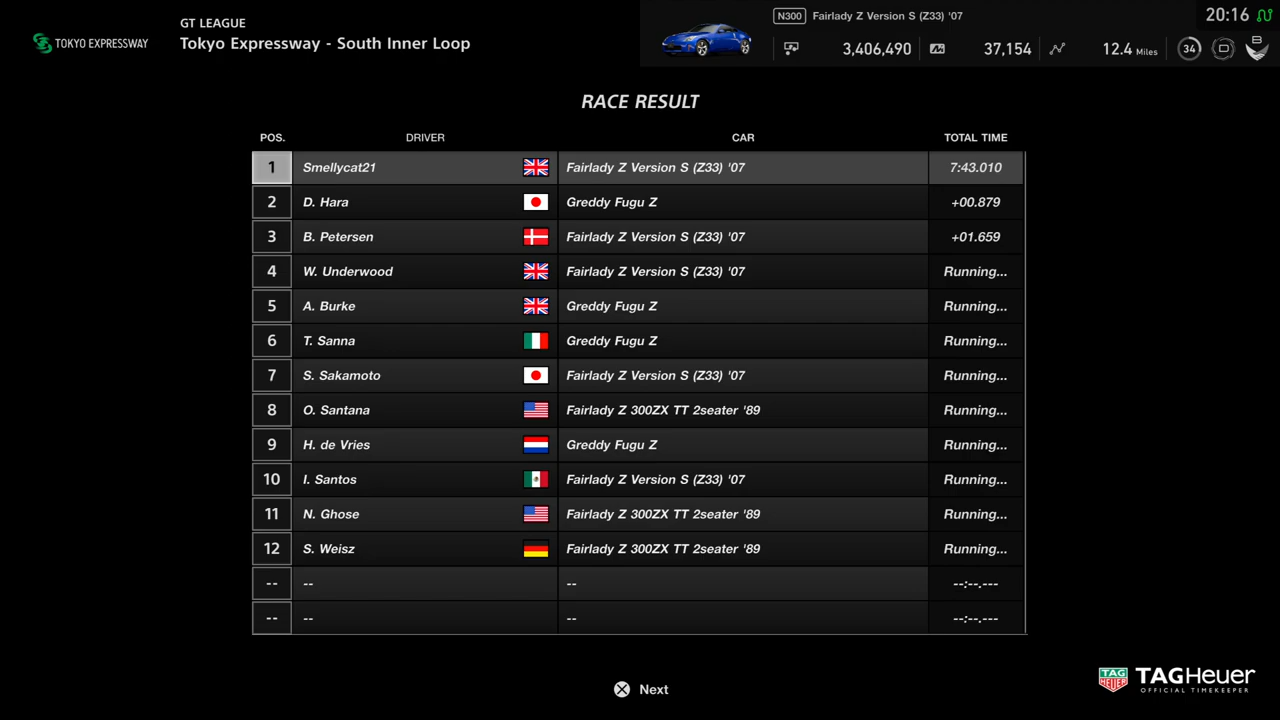 GT LEAGUE
Tokyo Expressway - South Inner Loop
TOKYO EXPRESSWAY
N300 Fairlady Z Version S (Z33) '07
20:16
3,406,490 37,154 12.4 Miles 34 B
RACE RESULT
POS. DRIVER CAR TOTAL TIME
1 Smellycat21 Fairlady Z Version S (Z33) '07 7:43.010
2 D. Hara Greddy Fugu Z +00.879
3 B. Petersen Fairlady Z Version S (Z33) '07 +01.659
4 W. Underwood Fairlady Z Version S (Z33) '07 Running...
5 A. Burke Greddy Fugu Z Running...
6 T. Sanna Greddy Fugu Z Running...
7 S. Sakamoto Fairlady Z Version S (Z33) '07 Running...
8 O. Santana Fairlady Z 300ZX TT 2seater '89 Running...
9 H. de Vries Greddy Fugu Z Running...
10 I. Santos Fairlady Z Version S (Z33) '07 Running...
11 N. Ghose Fairlady Z 300ZX TT 2seater '89 Running...
12 S. Weisz Fairlady Z 300ZX TT 2seater '89 Running...
-- -- -- --:--.---
-- -- -- --:--.---
Next
TAG HEUER TAGHeuer
OFFICIAL TIMEKEEPER